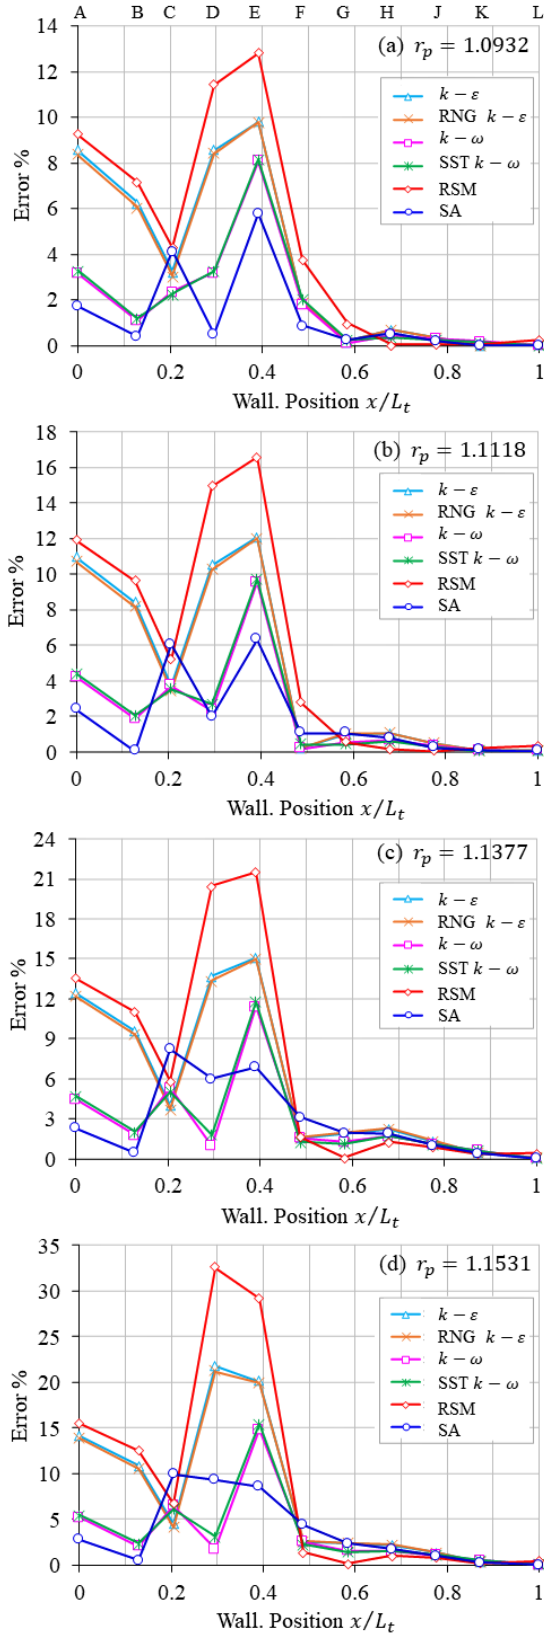 A B C D E F G H J K L
(a) r_p = 1.0932
14
12
10
8
6
4
2
0
Error %
k − ε
RNG k − ε
k − ω
SST k − ω
RSM
SA
0 0.2 0.4 0.6 0.8 1
Wall. Position x/L_t
(b) r_p = 1.1118
18
16
14
12
10
8
6
4
2
0
Error %
k − ε
RNG k − ε
k − ω
SST k − ω
RSM
SA
0 0.2 0.4 0.6 0.8 1
Wall. Position x/L_t
(c) r_p = 1.1377
24
21
18
15
12
9
6
3
0
Error %
k − ε
RNG k − ε
k − ω
SST k − ω
RSM
SA
0 0.2 0.4 0.6 0.8 1
Wall. Position x/L_t
(d) r_p = 1.1531
35
30
25
20
15
10
5
0
Error %
k − ε
RNG k − ε
k − ω
SST k − ω
RSM
SA
0 0.2 0.4 0.6 0.8 1
Wall. Position x/L_t